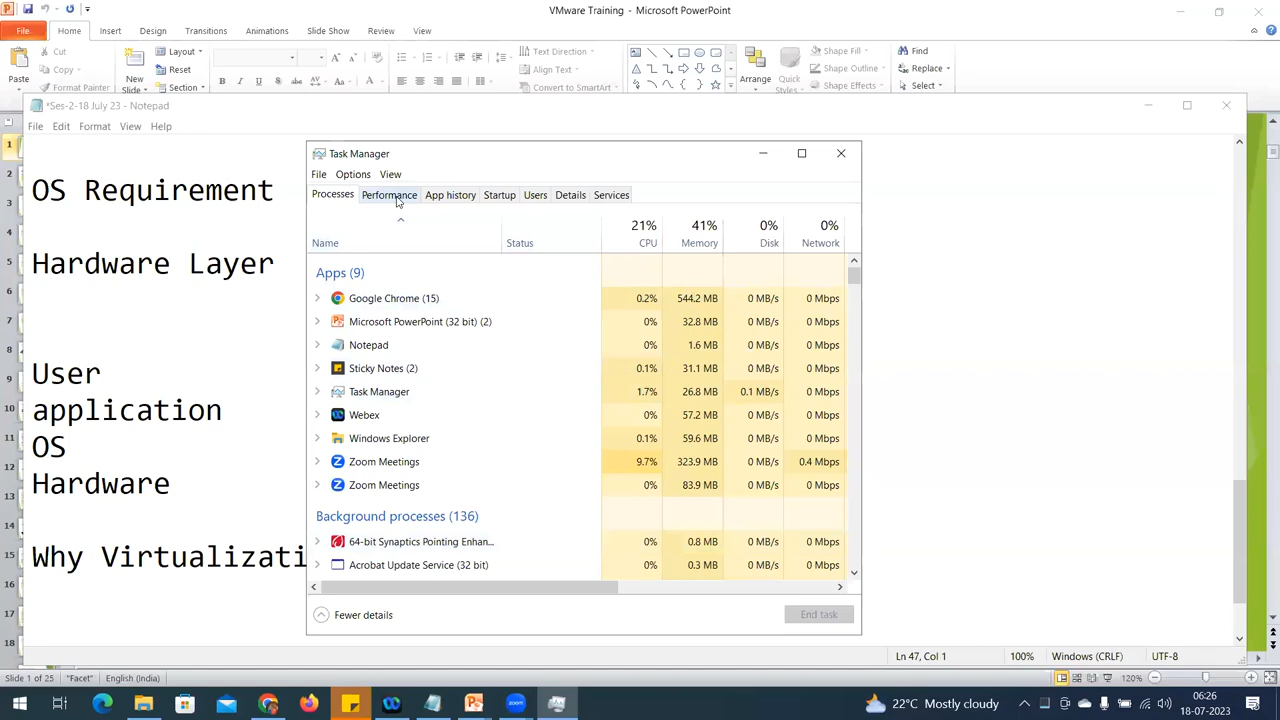 VMware Training - Microsoft PowerPoint
File Home Insert Design Transitions Animations Slide Show Review View
Cut Layout Direction Find
Copy Reset Shape Fill
Paste New Slides Text Direction Arrange Quick Styles Shape Outline Replace
Format Painter Section Align Text Convert to SmartArt Shape Effects Select
*Ses-2-18 July 23 - Notepad
File Edit Format View Help
OS Requirement
Hardware Layer
User
application
OS
Hardware
Why Virtualizati
Task Manager
File Options View
Processes Performance App history Startup Users Details Services
21% 41% 0% 0%
Name Status CPU Memory Disk Network
Apps (9)
Google Chrome (15) 0.2% 544.2 MB 0 MB/s 0 Mbps
Microsoft PowerPoint (32 bit) (2) 0% 32.8 MB 0 MB/s 0 Mbps
Notepad 0% 1.6 MB 0 MB/s 0 Mbps
Sticky Notes (2) 0.1% 31.1 MB 0 MB/s 0 Mbps
Task Manager 1.7% 26.8 MB 0.1 MB/s 0 Mbps
Webex 0% 57.2 MB 0 MB/s 0 Mbps
Windows Explorer 0.1% 59.6 MB 0 MB/s 0 Mbps
Zoom Meetings 9.7% 323.9 MB 0 MB/s 0.4 Mbps
Zoom Meetings 0% 83.9 MB 0 MB/s 0 Mbps
Background processes (136)
64-bit Synaptics Pointing Enhan... 0% 0.8 MB 0 MB/s 0 Mbps
Acrobat Update Service (32 bit) 0% 0.3 MB 0 MB/s 0 Mbps
Fewer details End task
Ln 47, Col 1 100% Windows (CRLF) UTF-8
Slide 1 of 25 "Facet" English (India) 120%
22°C Mostly cloudy
06:26
18-07-2023